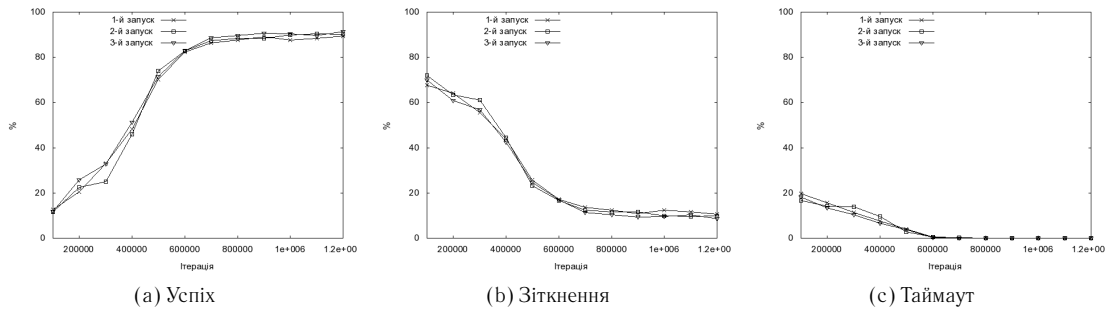 100
80
60
40
20
0
%
1-й запуск
2-й запуск
3-й запуск
200000 400000 600000 800000 1e+006 1.2e+00
Ітерація
(a) Успіх
100
80
60
40
20
0
%
1-й запуск
2-й запуск
3-й запуск
200000 400000 600000 800000 1e+006 1.2e+00
Ітерація
(b) Зіткнення
100
80
60
40
20
0
%
1-й запуск
2-й запуск
3-й запуск
200000 400000 600000 800000 1e+006 1.2e+00
Ітерація
(c) Таймаут